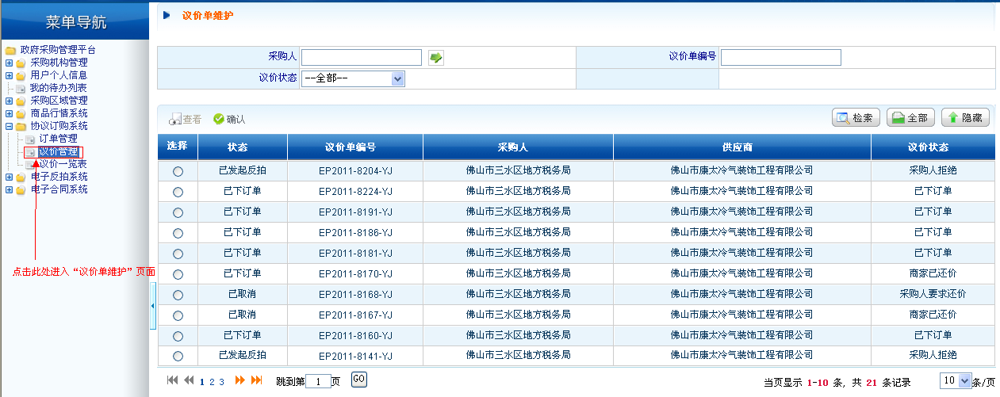 菜单导航
政府采购管理平台
采购机构管理
用户个人信息
我的待办列表
采购区域管理
商品行情系统
协议订购系统
订单管理
议价管理
议价一览表
电子反拍系统
电子合同系统
点击此处进入“议价单维护”页面
议价单维护
采购人 议价单编号
议价状态 --全部--
查看 确认 检索 全部 隐藏
选择 状态 议价单编号 采购人 供应商 议价状态
已发起反拍 EP2011-8204-YJ 佛山市三水区地方税务局 佛山市康太冷气装饰工程有限公司 采购人拒绝
已下订单 EP2011-8224-YJ 佛山市三水区地方税务局 佛山市康太冷气装饰工程有限公司 已下订单
已下订单 EP2011-8191-YJ 佛山市三水区地方税务局 佛山市康太冷气装饰工程有限公司 已下订单
已下订单 EP2011-8186-YJ 佛山市三水区地方税务局 佛山市康太冷气装饰工程有限公司 已下订单
已下订单 EP2011-8181-YJ 佛山市三水区地方税务局 佛山市康太冷气装饰工程有限公司 已下订单
已下订单 EP2011-8170-YJ 佛山市三水区地方税务局 佛山市康太冷气装饰工程有限公司 商家已还价
已取消 EP2011-8168-YJ 佛山市三水区地方税务局 佛山市康太冷气装饰工程有限公司 采购人要求还价
已取消 EP2011-8167-YJ 佛山市三水区地方税务局 佛山市康太冷气装饰工程有限公司 商家已还价
已下订单 EP2011-8160-YJ 佛山市三水区地方税务局 佛山市康太冷气装饰工程有限公司 已下订单
已发起反拍 EP2011-8141-YJ 佛山市三水区地方税务局 佛山市康太冷气装饰工程有限公司 采购人拒绝
1 2 3 跳到第 1 页 GO 当页显示 1-10 条, 共 21 条记录 10 条/页